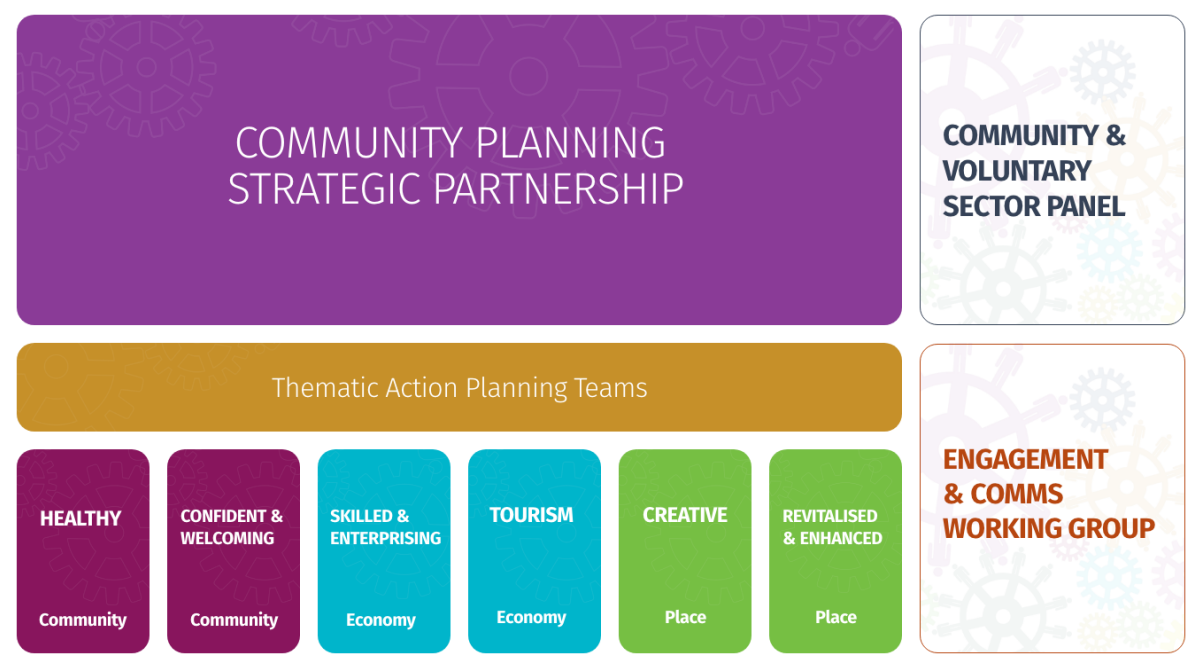 COMMUNITY PLANNING
STRATEGIC PARTNERSHIP
COMMUNITY &
VOLUNTARY
SECTOR PANEL
Thematic Action Planning Teams
HEALTHY
Community
CONFIDENT &
WELCOMING
Community
SKILLED &
ENTERPRISING
Economy
TOURISM
Economy
CREATIVE
Place
REVITALISED
& ENHANCED
Place
ENGAGEMENT
& COMMS
WORKING GROUP